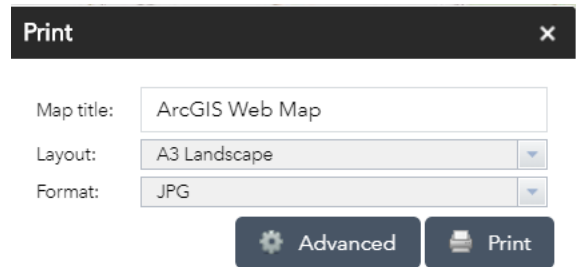 Print ×
Map title: ArcGIS Web Map
Layout: A3 Landscape
Format: JPG
Advanced Print